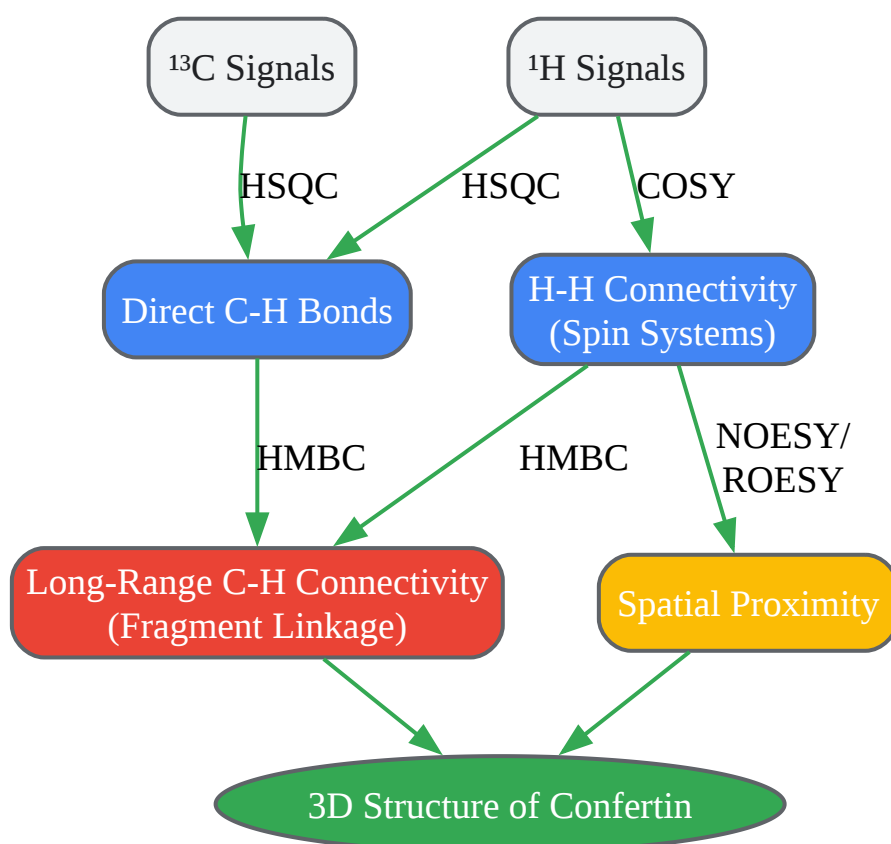 ¹³C Signals
¹H Signals
HSQC
HSQC
COSY
Direct C-H Bonds
H-H Connectivity
(Spin Systems)
HMBC
HMBC
NOESY/
ROESY
Long-Range C-H Connectivity
(Fragment Linkage)
Spatial Proximity
3D Structure of Confertin